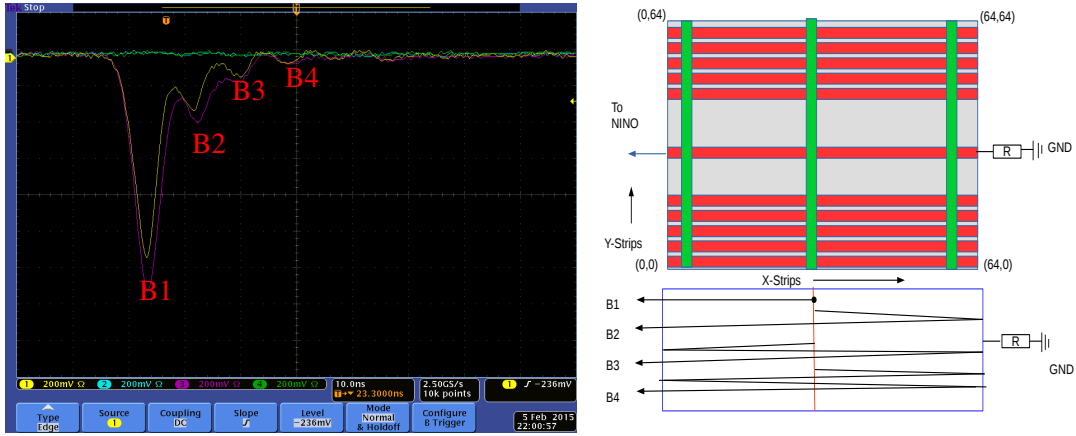 Tek Stop
T
T
1
B1
B2
B3
B4
1 200mV Ω 2 200mV Ω 3 200mV Ω 4 200mV Ω
10.0ns
T→▾ 23.3000ns
2.50GS/s
10k points
1 ∫ −236mV
Type
Edge
Source
1
Coupling
DC
Slope
Level
−236mV
Mode
Normal
& Holdoff
Configure
B Trigger
5 Feb 2015
22:00:57
(0,64)
(64,64)
To
NINO
R
GND
Y-Strips
(0,0)
(64,0)
X-Strips
B1
B2
B3
B4
R
GND